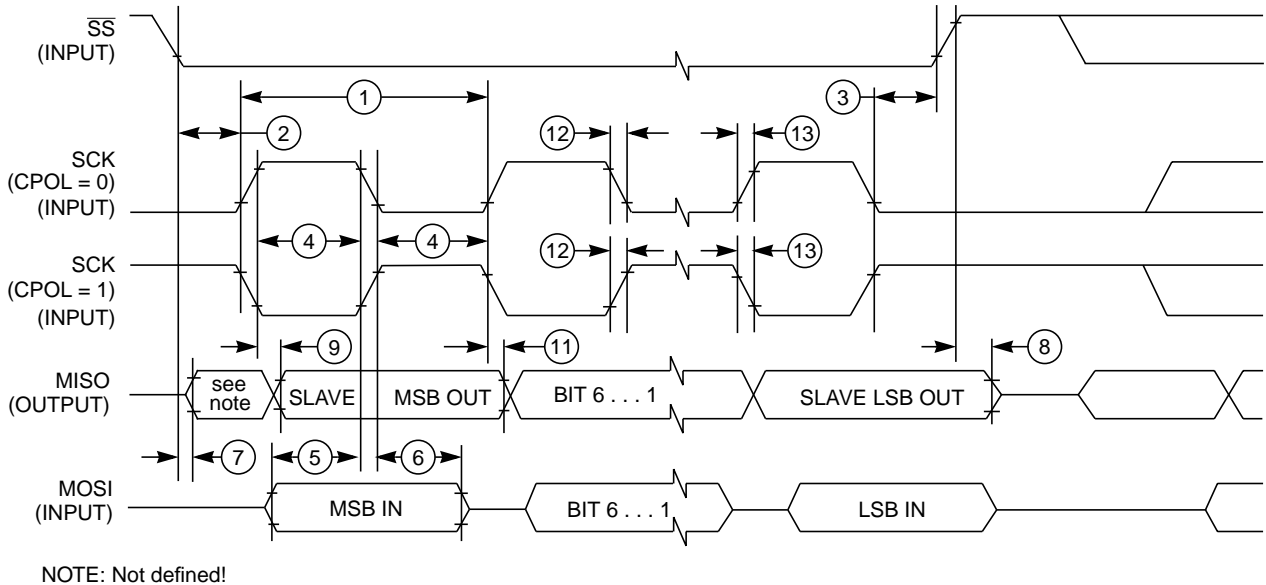 SS
(INPUT)
1
3
2
12
13
SCK
(CPOL = 0)
(INPUT)
4
4
12
13
SCK
(CPOL = 1)
(INPUT)
9
11
8
MISO
(OUTPUT)
see
note
SLAVE
MSB OUT
BIT 6 . . . 1
SLAVE LSB OUT
7
5
6
MOSI
(INPUT)
MSB IN
BIT 6 . . . 1
LSB IN
NOTE: Not defined!